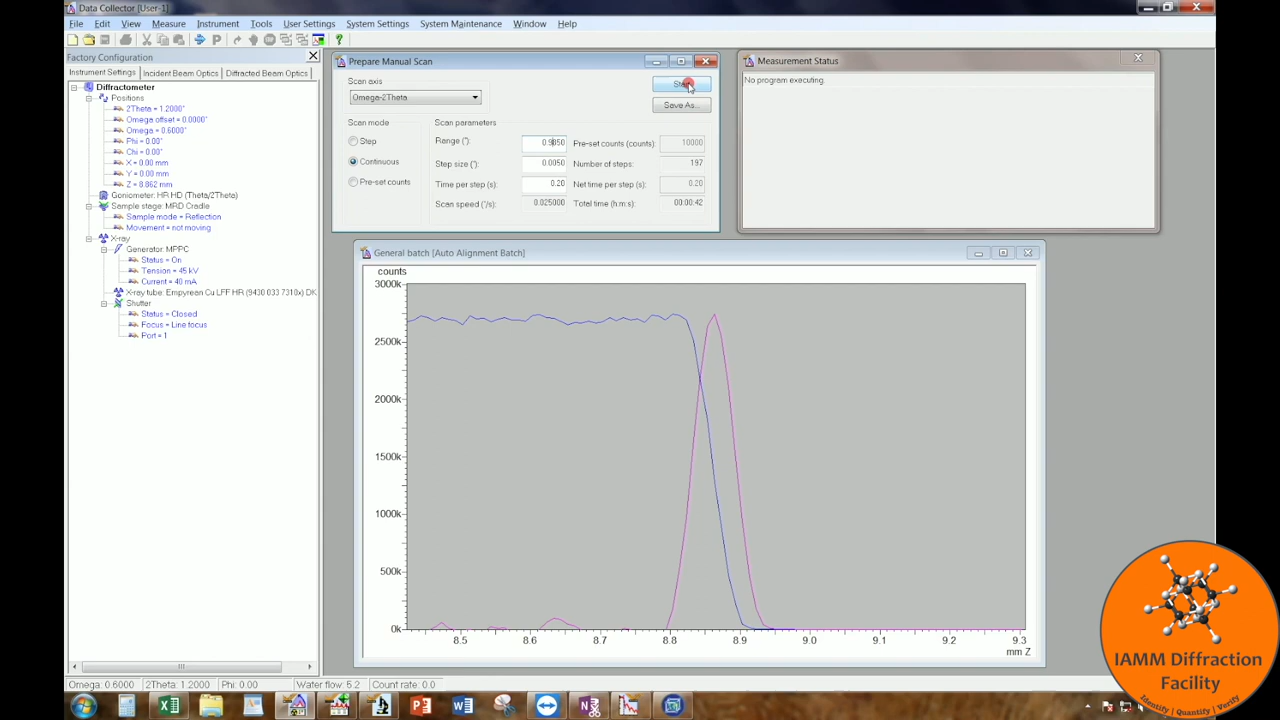 Data Collector [User-1]
File Edit View Measure Instrument Tools User Settings System Settings System Maintenance Window Help
Factory Configuration
Instrument Settings Incident Beam Optics Diffracted Beam Optics
Diffractometer
Positions
2Theta = 1.2000°
Omega offset = 0.0000°
Omega = 0.6000°
Phi = 0.00°
Chi = 0.00°
X = 0.00 mm
Y = 0.00 mm
Z = 8.862 mm
Goniometer: HR HD (Theta/2Theta)
Sample stage: MRD Cradle
Sample mode = Reflection
Movement = not moving
X-ray
Generator: MPPC
Status = On
Tension = 45 kV
Current = 40 mA
X-ray tube: Empyrean Cu LFF HR (9430 033 7310x) DK
Shutter
Status = Closed
Focus = Line focus
Port = 1
Prepare Manual Scan
Scan axis
Omega-2Theta
Save As...
Scan mode
Step
Continuous
Pre-set counts
Scan parameters
Range (°): 0.9850 Pre-set counts (counts): 10000
Step size (°): 0.0050 Number of steps: 197
Time per step (s): 0.20 Net time per step (s): 0.20
Scan speed (°/s): 0.025000 Total time (h:m:s): 00:00:42
Measurement Status
No program executing.
General batch [Auto Alignment Batch]
counts
3000k
2500k
2000k
1500k
1000k
500k
0k
8.5 8.6 8.7 8.8 8.9 9.0 9.1 9.2 9.3
mm Z
Omega: 0.6000 2Theta: 1.2000 Phi: 0.00 Water flow: 5.2 Count rate: 0.0
IAMM Diffraction
Facility
Identify | Quantify | Verify